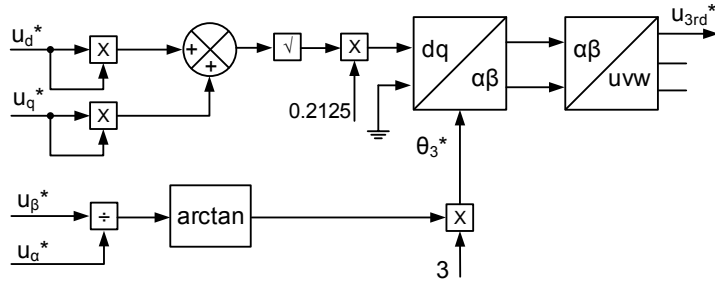 u_d*
X
+
+
√
X
dq
αβ
αβ
uvw
u_3rd*
u_q*
X
0.2125
θ_3*
u_β*
÷
arctan
X
u_α*
3